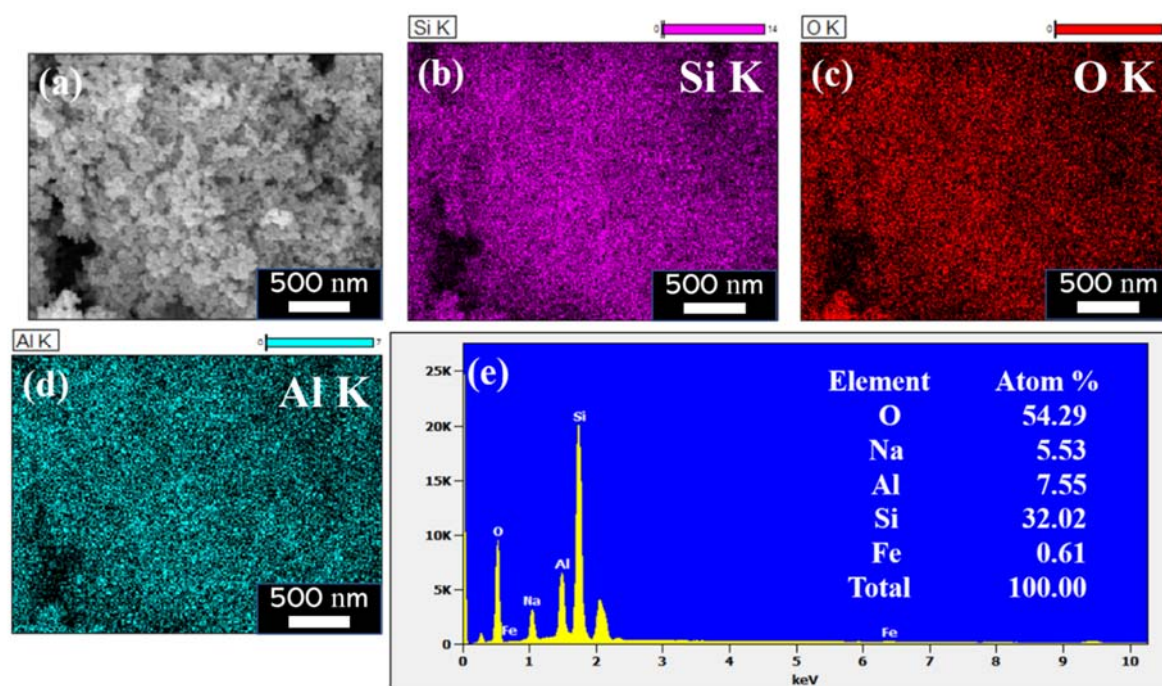 Si K
0 14
O K
0
(a)
500 nm
(b)
Si K
500 nm
(c)
O K
500 nm
Al K
0 7
(d)
Al K
500 nm
(e)
Element Atom %
O 54.29
Na 5.53
Al 7.55
Si 32.02
Fe 0.61
Total 100.00
25K
20K
15K
10K
5K
0
Si
O
Al
Na
Fe
Fe
0 1 2 3 4 5 6 7 8 9 10
keV